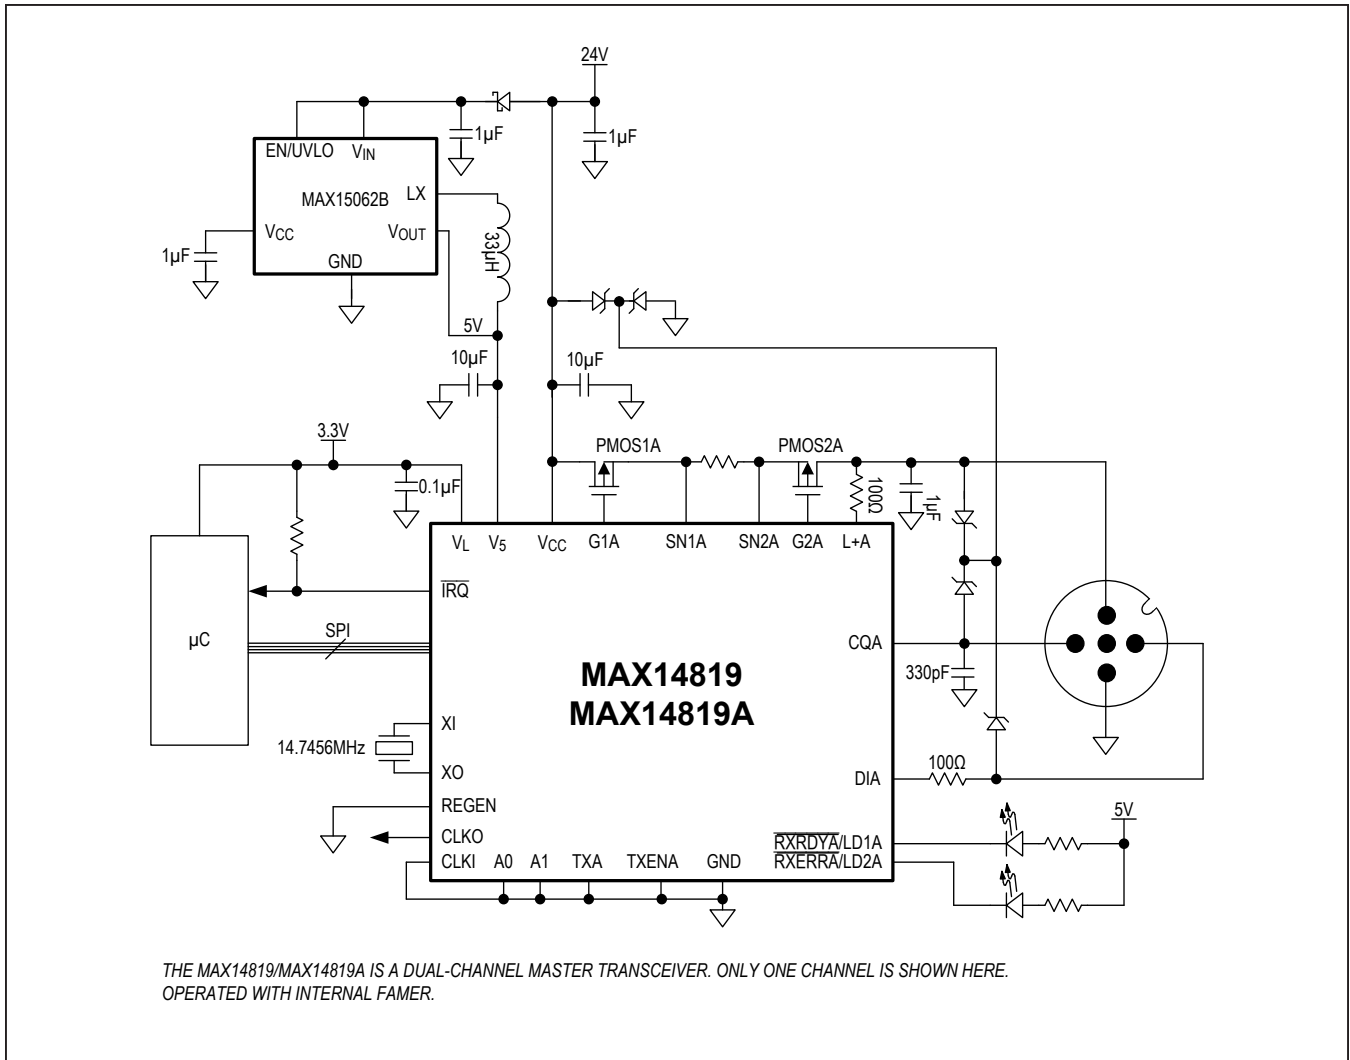 24V
1µF
1µF
EN/UVLO VIN
MAX15062B
LX
VCC
VOUT
GND
1µF
33µH
5V
10µF
10µF
3.3V
0.1µF
PMOS1A
PMOS2A
100Ω
1µF
VL V5 VCC G1A SN1A SN2A G2A L+A
IRQ
µC
SPI
CQA
330pF
MAX14819
MAX14819A
XI
14.7456MHz
XO
DIA
100Ω
REGEN
CLKO
CLKI A0 A1 TXA TXENA GND
RXRDYA/LD1A
RXERRA/LD2A
5V
THE MAX14819/MAX14819A IS A DUAL-CHANNEL MASTER TRANSCEIVER. ONLY ONE CHANNEL IS SHOWN HERE.
OPERATED WITH INTERNAL FAMER.